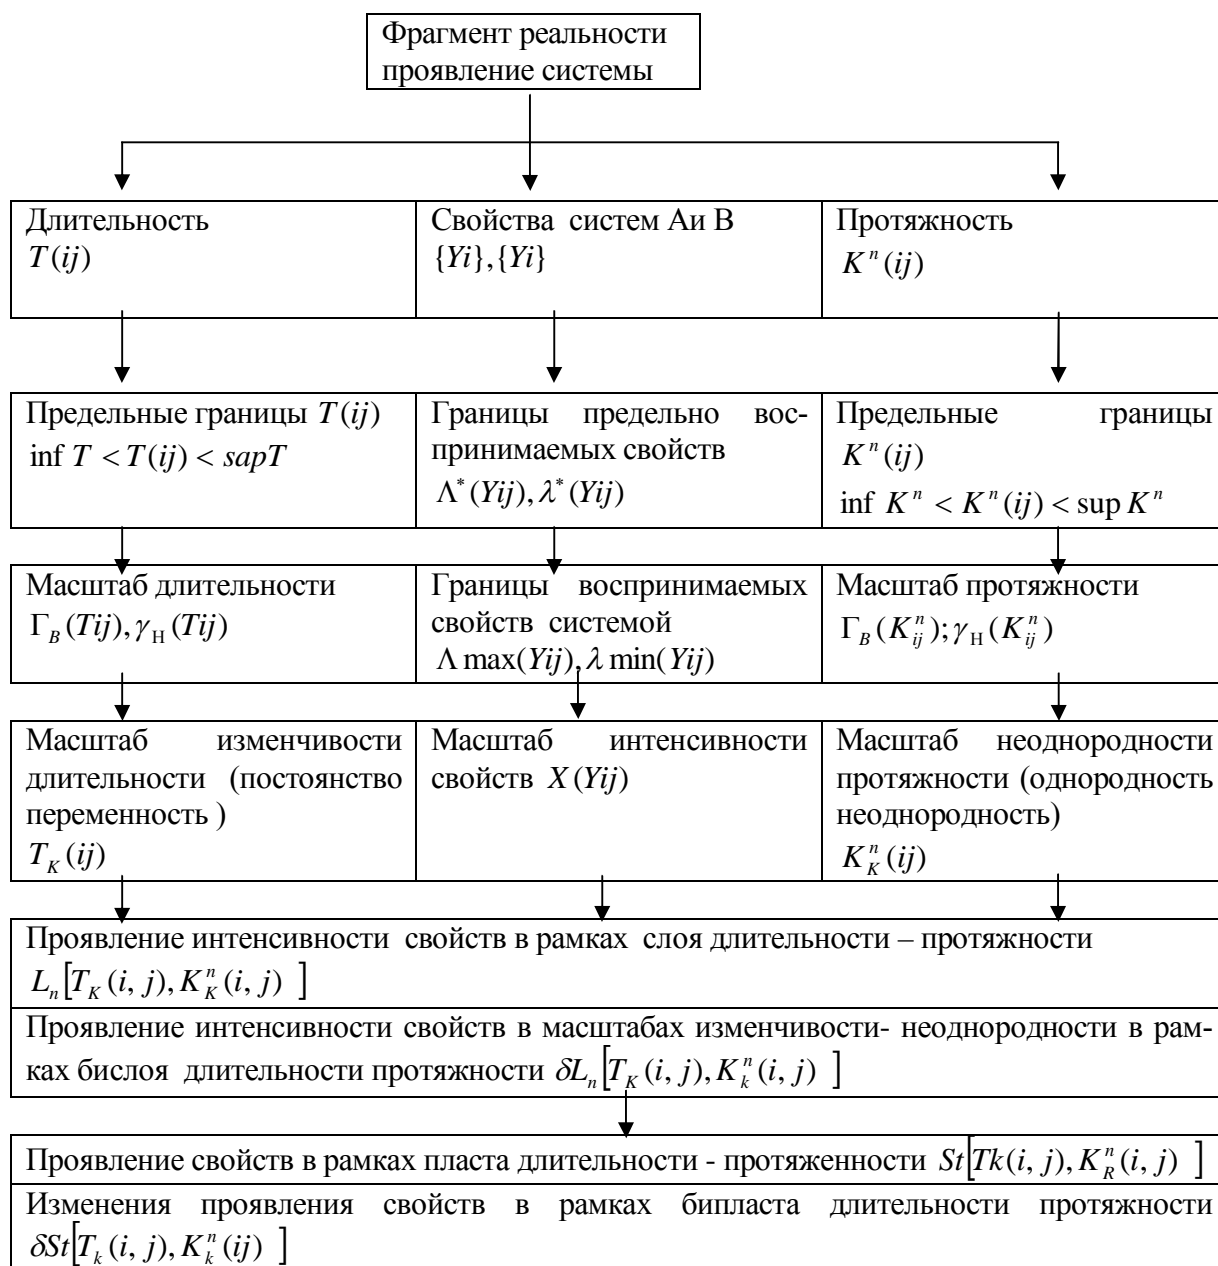 Фрагмент реальности
проявление системы
Длительность
T(ij)
Свойства систем Аи В
{Yi},{Yi}
Протяжность
K^n(ij)
Предельные границы T(ij)
inf T < T(ij) < sapT
Границы предельно вос-
принимаемых свойств
Λ^*(Yij), λ^*(Yij)
Предельные границы
K^n(ij)
inf K^n < K^n(ij) < sup K^n
Масштаб длительности
Γ_B(Tij), γ_H(Tij)
Границы воспринимаемых
свойств системой
Λ max(Yij), λ min(Yij)
Масштаб протяжности
Γ_B(K^n_ij); γ_H(K^n_ij)
Масштаб изменчивости
длительности (постоянство
переменность )
T_K(ij)
Масштаб интенсивности
свойств X(Yij)
Масштаб неоднородности
протяжности (однородность
неоднородность)
K^n_K(ij)
Проявление интенсивности свойств в рамках слоя длительности – протяжности
L_n[T_K(i, j), K^n_K(i, j) ]
Проявление интенсивности свойств в масштабах изменчивости- неоднородности в рам-
ках бислоя длительности протяжности δL_n[T_K(i, j), K^n_k(i, j) ]
Проявление свойств в рамках пласта длительности - протяженности St[Tk(i, j), K^n_R(i, j) ]
Изменения проявления свойств в рамках бипласта длительности протяжности
δSt[T_k(i, j), K^n_k(ij) ]